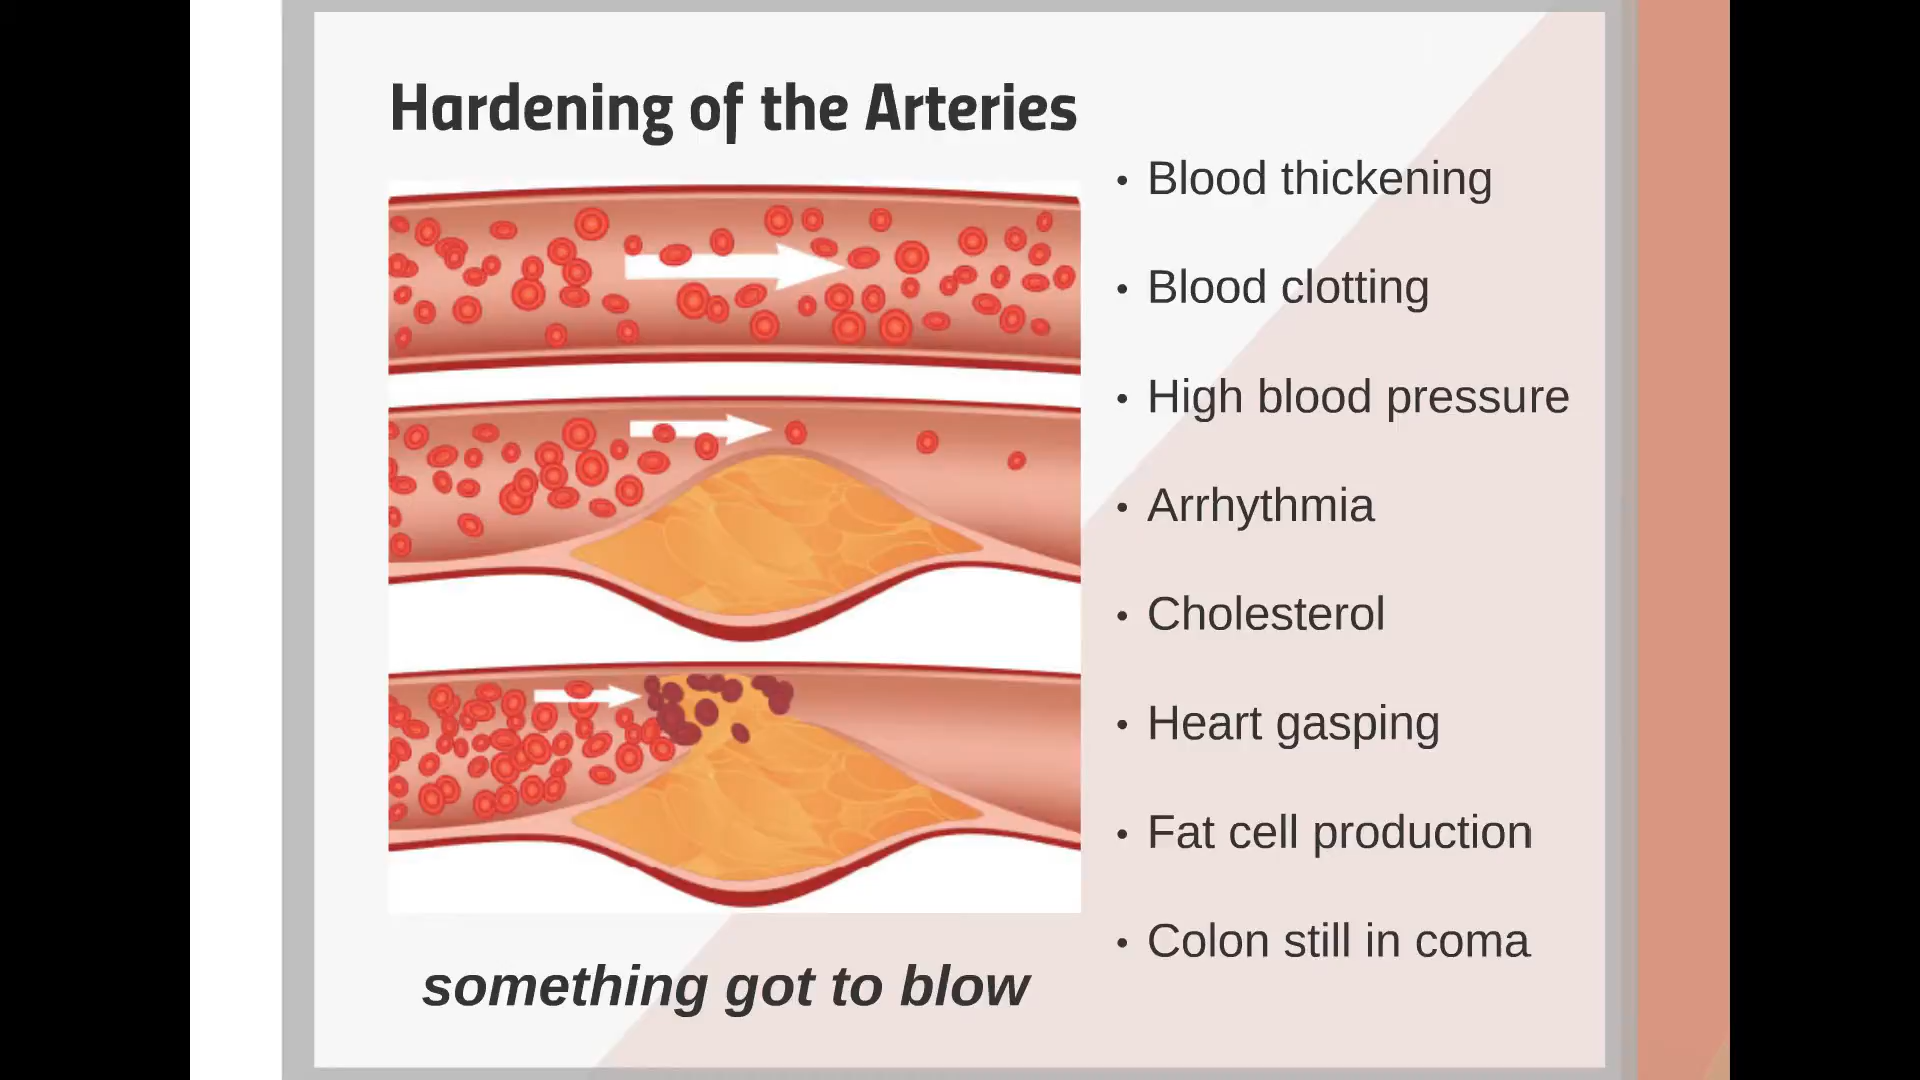 Hardening of the Arteries
• Blood thickening
• Blood clotting
• High blood pressure
• Arrhythmia
• Cholesterol
• Heart gasping
• Fat cell production
• Colon still in coma
something got to blow